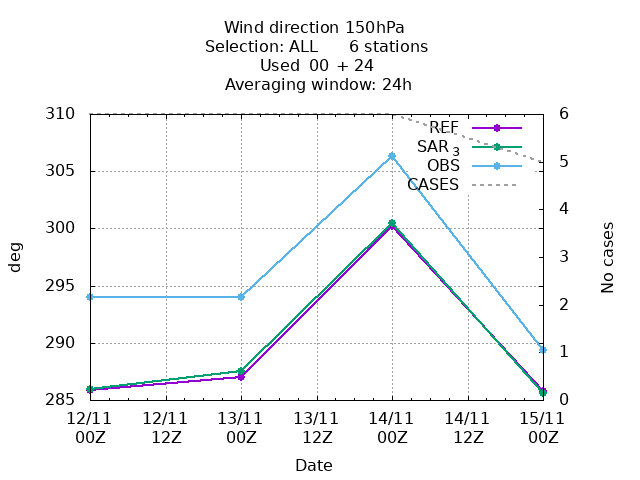 Wind direction 150hPa
Selection: ALL 6 stations
Used 00 + 24
Averaging window: 24h
310 6
REF
SAR 3
305 OBS 5
CASES
300 4
deg
295 3
No cases
2
290
1
285 0
12/11 12/11 13/11 13/11 14/11 14/11 15/11
00Z 12Z 00Z 12Z 00Z 12Z 00Z
Date